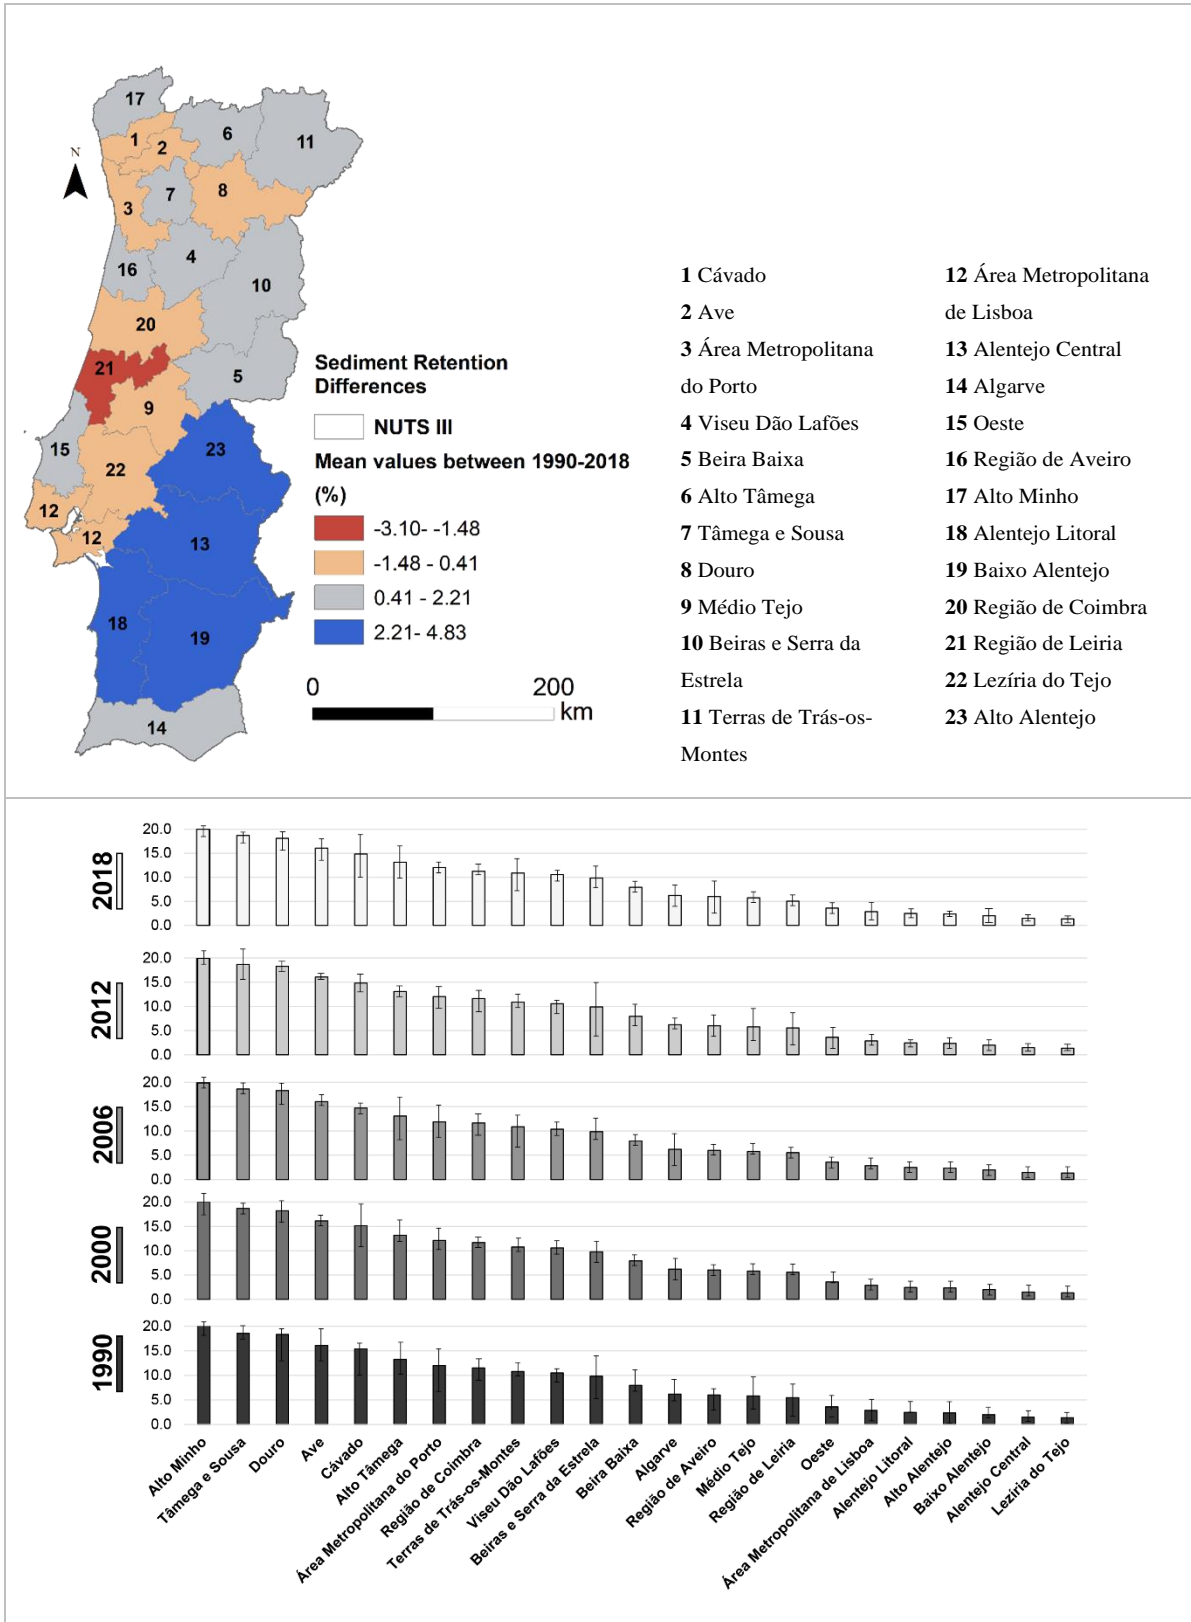 17
1
2
6
11
N
7
8
3
4
16
10
20
21
5
9
23
15
22
12
12
13
18
19
14
Sediment Retention
Differences
NUTS III
Mean values between 1990-2018
(%)
-3.10- -1.48
-1.48 - 0.41
0.41 - 2.21
2.21- 4.83
0 200
km
1 Cávado
2 Ave
3 Área Metropolitana
do Porto
4 Viseu Dão Lafões
5 Beira Baixa
6 Alto Tâmega
7 Tâmega e Sousa
8 Douro
9 Médio Tejo
10 Beiras e Serra da
Estrela
11 Terras de Trás-os-
Montes
12 Área Metropolitana
de Lisboa
13 Alentejo Central
14 Algarve
15 Oeste
16 Região de Aveiro
17 Alto Minho
18 Alentejo Litoral
19 Baixo Alentejo
20 Região de Coimbra
21 Região de Leiria
22 Lezíria do Tejo
23 Alto Alentejo
2018
20.0
15.0
10.0
5.0
0.0
2012
20.0
15.0
10.0
5.0
0.0
2006
20.0
15.0
10.0
5.0
0.0
2000
20.0
15.0
10.0
5.0
0.0
1990
20.0
15.0
10.0
5.0
0.0
Alto Minho
Tâmega e Sousa
Douro
Ave
Cávado
Alto Tâmega
Área Metropolitana do Porto
Região de Coimbra
Terras de Trás-os-Montes
Viseu Dão Lafões
Beiras e Serra da Estrela
Beira Baixa
Algarve
Região de Aveiro
Médio Tejo
Região de Leiria
Oeste
Área Metropolitana de Lisboa
Alentejo Litoral
Alto Alentejo
Baixo Alentejo
Alentejo Central
Lezíria do Tejo